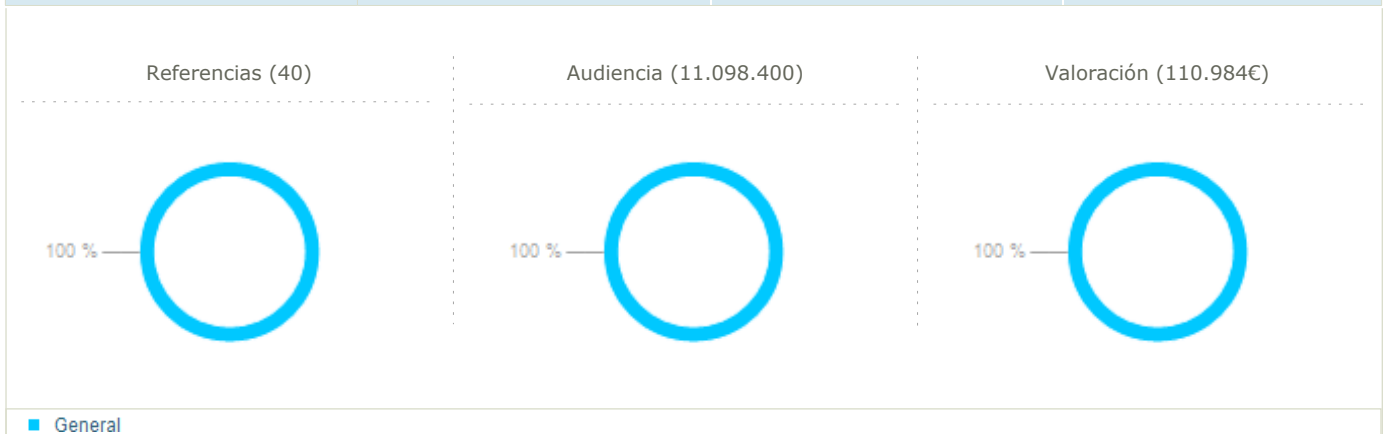 Referencias (40)
Audiencia (11.098.400)
Valoración (110.984€)
100 %
100 %
100 %
General